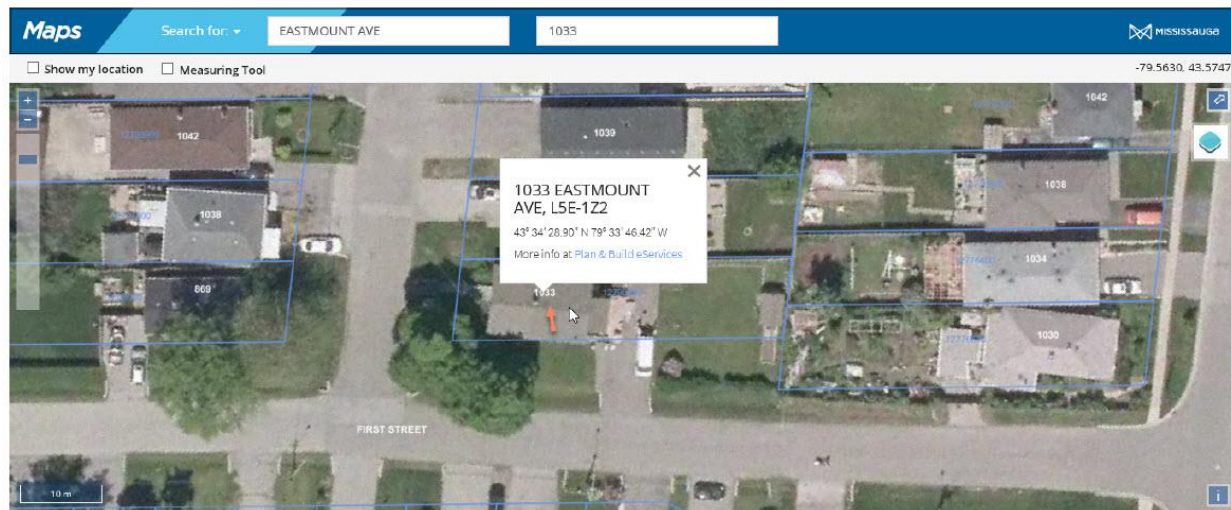 Maps
Search for:
EASTMOUNT AVE
1033
MISSISSAUGA
Show my location
Measuring Tool
-79.5630, 43.5747
+
−
1042
1039
1042
1038
1038
1033 EASTMOUNT
AVE, L5E-1Z2
43° 34' 28.90" N 79° 33' 46.42" W
More info at Plan & Build eServices
869
1033
1034
1030
FIRST STREET
10 m
i